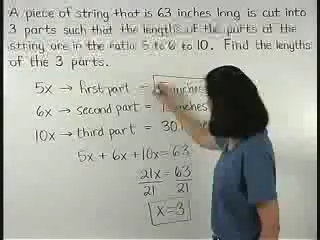 A piece of string that is 63 inches long is cut into
3 parts such that the lengths of the parts of the
string are in the ratio 5 to 6 to 10. Find the lengths
of the 3 parts.
5x → first part = inches
6x → second part =
10x → third part = 30
5x + 6x + 10x = 63
21x = 63
21 21
x = 3